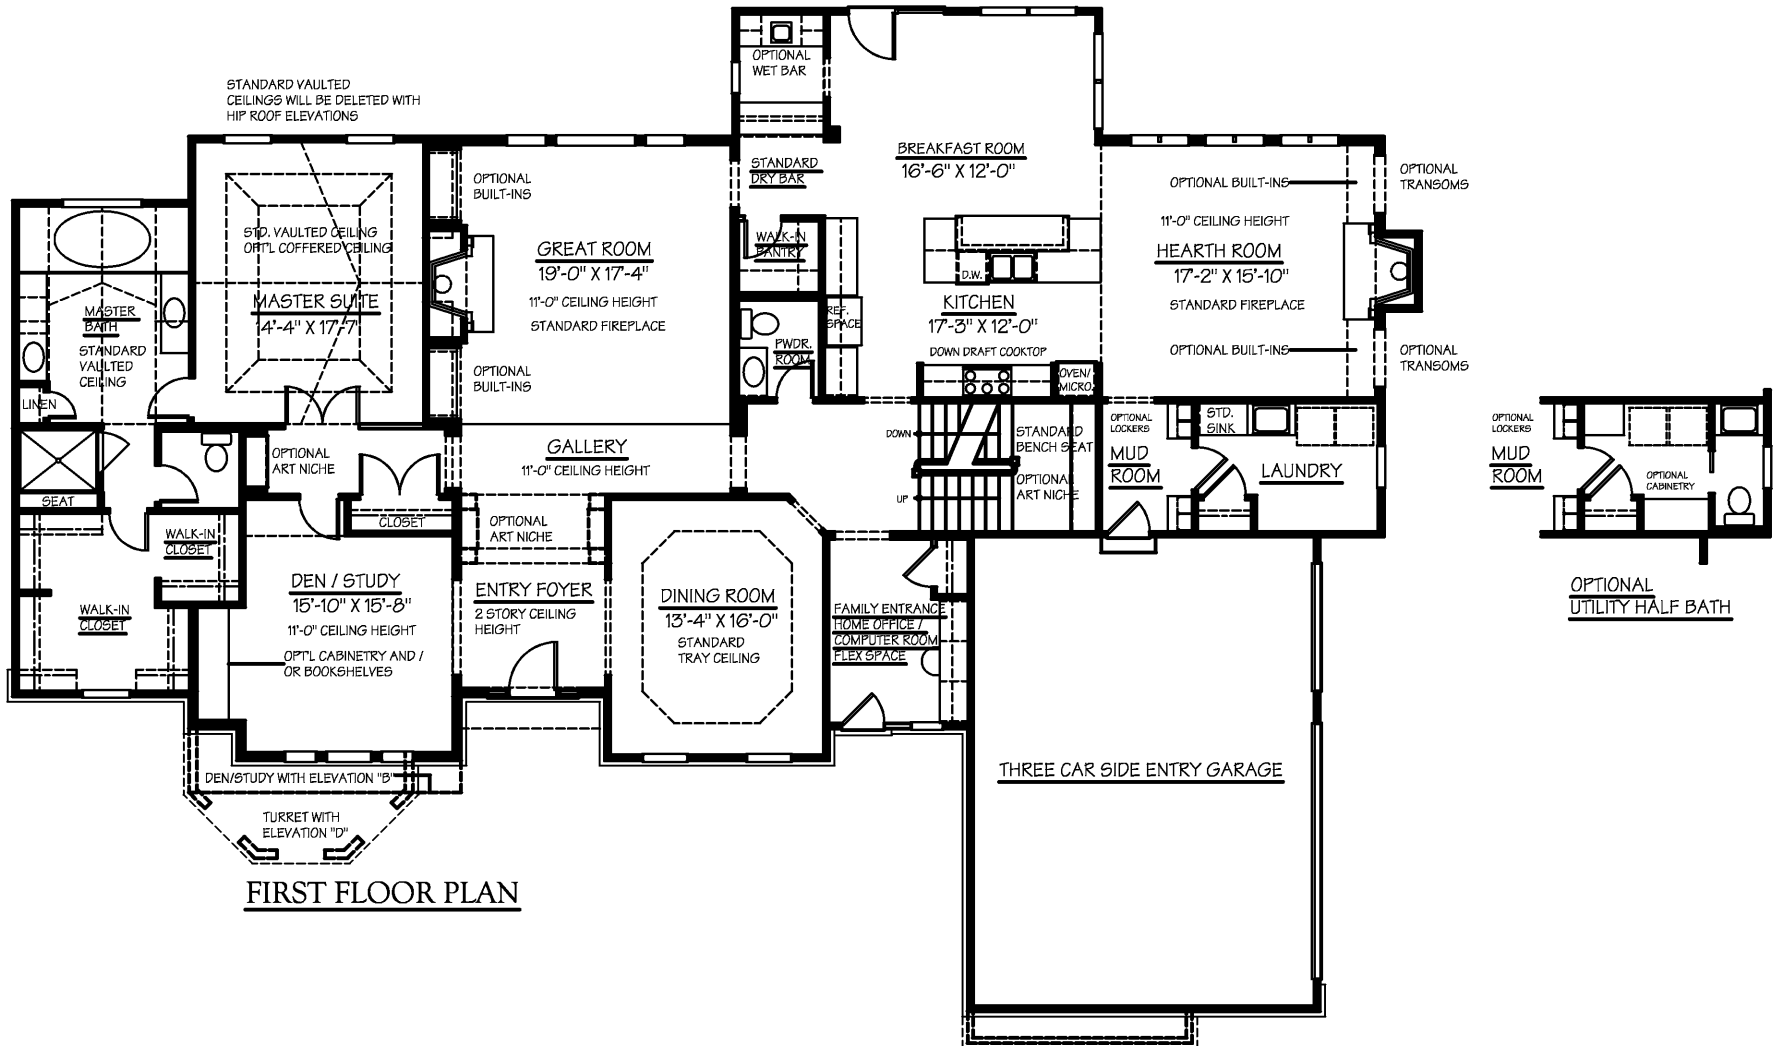 STANDARD VAULTED
CEILINGS WILL BE DELETED WITH
HIP ROOF ELEVATIONS
OPTIONAL
WET BAR
STANDARD
DRY BAR
BREAKFAST ROOM
16'-6" X 12'-0"
OPTIONAL BUILT-INS
OPTIONAL
TRANSOMS
OPTIONAL
BUILT-INS
STD. VAULTED CEILING
OPT'L COFFERED CEILING
GREAT ROOM
19'-0" X 17'-4"
11'-0" CEILING HEIGHT
STANDARD FIREPLACE
WALK-IN
PANTRY
D.W.
11'-0" CEILING HEIGHT
HEARTH ROOM
17'-2" X 15'-10"
STANDARD FIREPLACE
MASTER SUITE
14'-4" X 17'-7"
MASTER
BATH
STANDARD
VAULTED
CEILING
KITCHEN
17'-3" X 12'-0"
REF.
SPACE
DOWN DRAFT COOKTOP
PWDR.
ROOM
OVEN/
MICRO.
OPTIONAL BUILT-INS
OPTIONAL
TRANSOMS
OPTIONAL
BUILT-INS
LINEN
GALLERY
11'-0" CEILING HEIGHT
OPTIONAL
ART NICHE
DOWN
UP
STANDARD
BENCH SEAT
OPTIONAL
ART NICHE
OPTIONAL
LOCKERS
MUD
ROOM
STD.
SINK
LAUNDRY
OPTIONAL
LOCKERS
MUD
ROOM
OPTIONAL
CABINETRY
SEAT
CLOSET
OPTIONAL
ART NICHE
WALK-IN
CLOSET
WALK-IN
CLOSET
DEN / STUDY
15'-10" X 15'-8"
11'-0" CEILING HEIGHT
OPT'L CABINETRY AND /
OR BOOKSHELVES
ENTRY FOYER
2 STORY CEILING
HEIGHT
DINING ROOM
13'-4" X 16'-0"
STANDARD
TRAY CEILING
FAMILY ENTRANCE
HOME OFFICE /
COMPUTER ROOM
FLEX SPACE
OPTIONAL
UTILITY HALF BATH
THREE CAR SIDE ENTRY GARAGE
DEN/STUDY WITH ELEVATION "B"
TURRET WITH
ELEVATION "D"
FIRST FLOOR PLAN